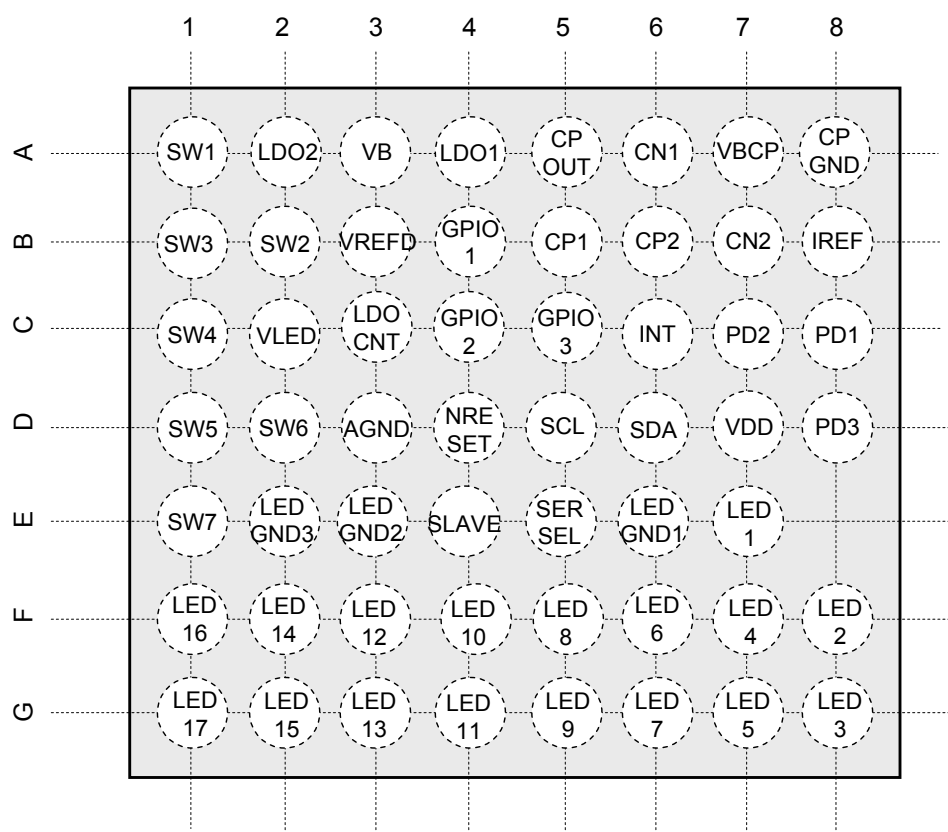 1 2 3 4 5 6 7 8
A
SW1 LDO2 VB LDO1 CP OUT CN1 VBCP CP GND
B
SW3 SW2 VREFD GPIO 1 CP1 CP2 CN2 IREF
C
SW4 VLED LDO CNT GPIO 2 GPIO 3 INT PD2 PD1
D
SW5 SW6 AGND NRE SET SCL SDA VDD PD3
E
SW7 LED GND3 LED GND2 SLAVE SER SEL LED GND1 LED 1
F
LED 16 LED 14 LED 12 LED 10 LED 8 LED 6 LED 4 LED 2
G
LED 17 LED 15 LED 13 LED 11 LED 9 LED 7 LED 5 LED 3